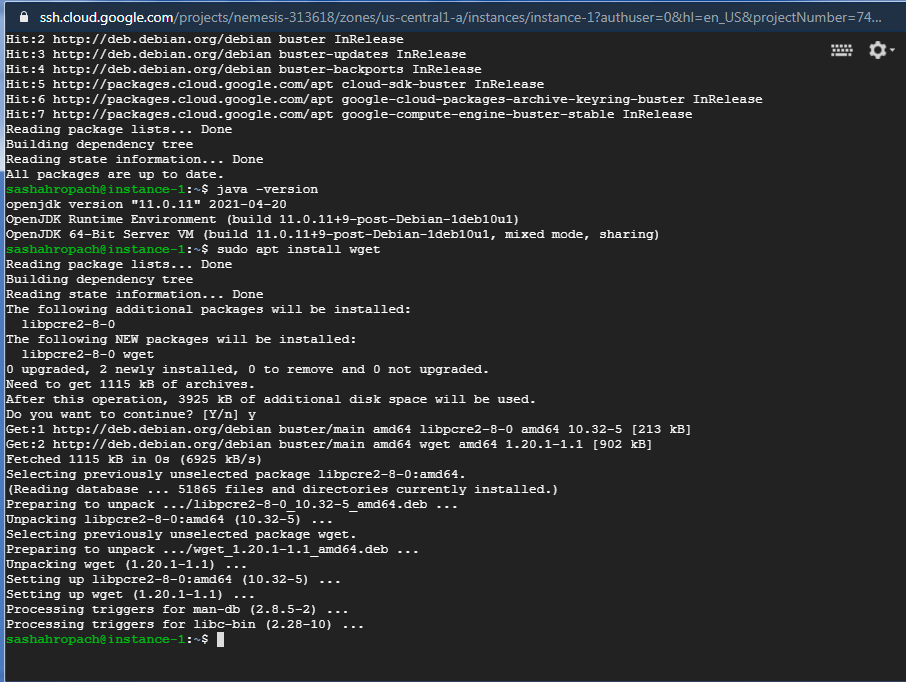 ssh.cloud.google.com/projects/nemesis-313618/zones/us-central1-a/instances/instance-1?authuser=0&hl=en_US&projectNumber=74...
Hit:2 http://deb.debian.org/debian buster InRelease
Hit:3 http://deb.debian.org/debian buster-updates InRelease
Hit:4 http://deb.debian.org/debian buster-backports InRelease
Hit:5 http://packages.cloud.google.com/apt cloud-sdk-buster InRelease
Hit:6 http://packages.cloud.google.com/apt google-cloud-packages-archive-keyring-buster InRelease
Hit:7 http://packages.cloud.google.com/apt google-compute-engine-buster-stable InRelease
Reading package lists... Done
Building dependency tree
Reading state information... Done
All packages are up to date.
sashahropach@instance-1:~$ java -version
openjdk version "11.0.11" 2021-04-20
OpenJDK Runtime Environment (build 11.0.11+9-post-Debian-1deb10u1)
OpenJDK 64-Bit Server VM (build 11.0.11+9-post-Debian-1deb10u1, mixed mode, sharing)
sashahropach@instance-1:~$ sudo apt install wget
Reading package lists... Done
Building dependency tree
Reading state information... Done
The following additional packages will be installed:
  libpcre2-8-0
The following NEW packages will be installed:
  libpcre2-8-0 wget
0 upgraded, 2 newly installed, 0 to remove and 0 not upgraded.
Need to get 1115 kB of archives.
After this operation, 3925 kB of additional disk space will be used.
Do you want to continue? [Y/n] y
Get:1 http://deb.debian.org/debian buster/main amd64 libpcre2-8-0 amd64 10.32-5 [213 kB]
Get:2 http://deb.debian.org/debian buster/main amd64 wget amd64 1.20.1-1.1 [902 kB]
Fetched 1115 kB in 0s (6925 kB/s)
Selecting previously unselected package libpcre2-8-0:amd64.
(Reading database ... 51865 files and directories currently installed.)
Preparing to unpack .../libpcre2-8-0_10.32-5_amd64.deb ...
Unpacking libpcre2-8-0:amd64 (10.32-5) ...
Selecting previously unselected package wget.
Preparing to unpack .../wget_1.20.1-1.1_amd64.deb ...
Unpacking wget (1.20.1-1.1) ...
Setting up libpcre2-8-0:amd64 (10.32-5) ...
Setting up wget (1.20.1-1.1) ...
Processing triggers for man-db (2.8.5-2) ...
Processing triggers for libc-bin (2.28-10) ...
sashahropach@instance-1:~$